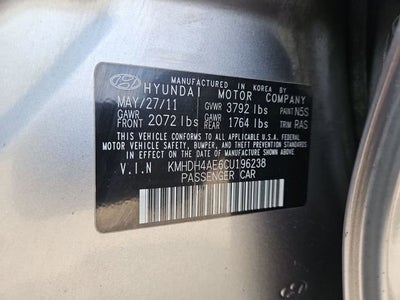 MANUFACTURED IN KOREA BY
HYUNDAI MOTOR COMPANY
MAY/27/11 GVWR 3792 lbs PAINT N5S
GAWR FRONT 2072 lbs GAWR REAR 1764 lbs TRIM RAS
THIS VEHICLE CONFORMS TO ALL APPLICABLE U.S.A. FEDERAL
MOTOR VEHICLE SAFETY, BUMPER, AND THEFT PREVENTION STANDARDS
IN EFFECT ON THE DATE OF MANUFACTURE SHOWN ABOVE.
V.I.N KMHDH4AE6CU196238
PASSENGER CAR